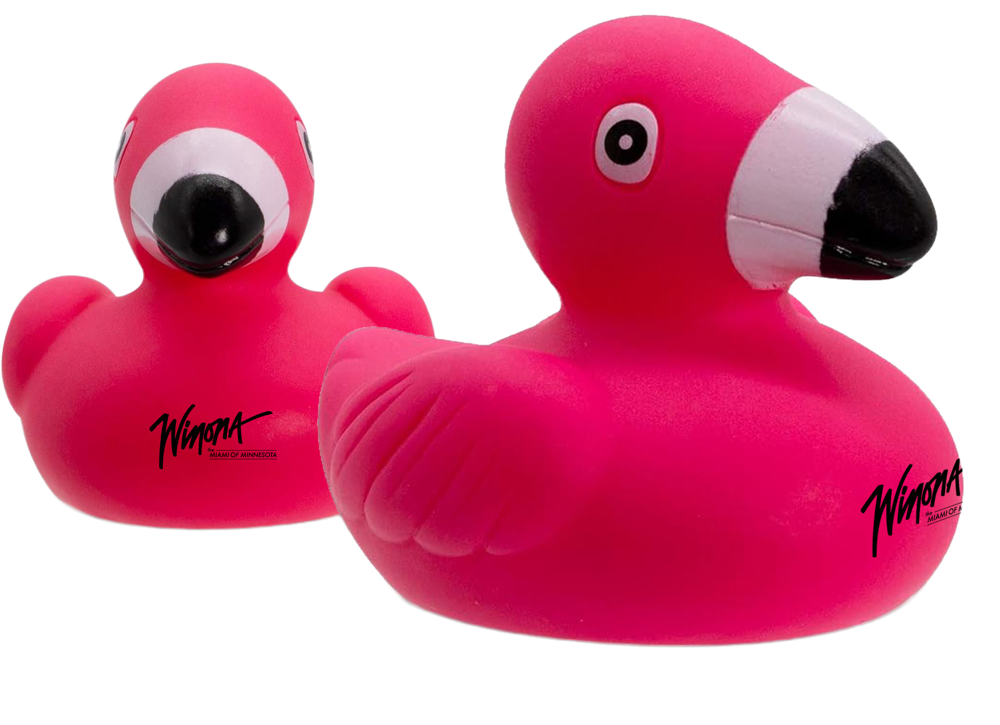 Winona
the
MIAMI OF MINNESOTA
Winona
the
MIAMI OF M